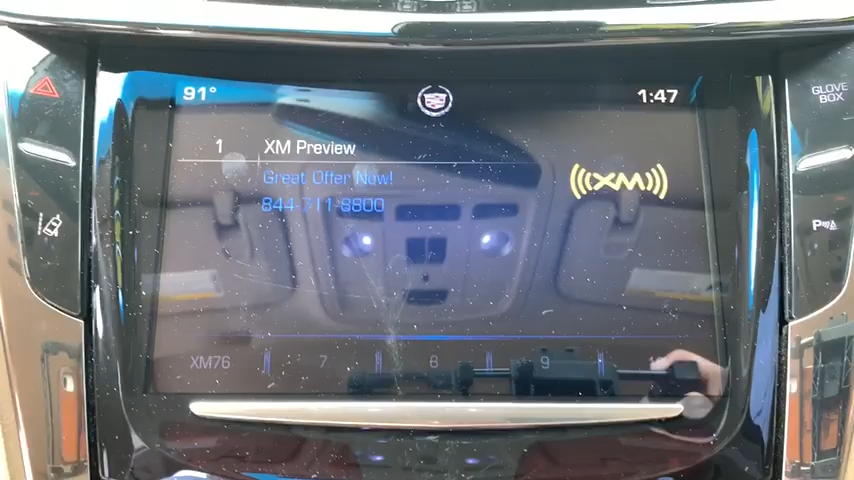 91° 1:47
GLOVE
BOX
1 XM Preview
Great Offer Now!
844-711-8800
((XM))
P
XM76 7 8 9 10